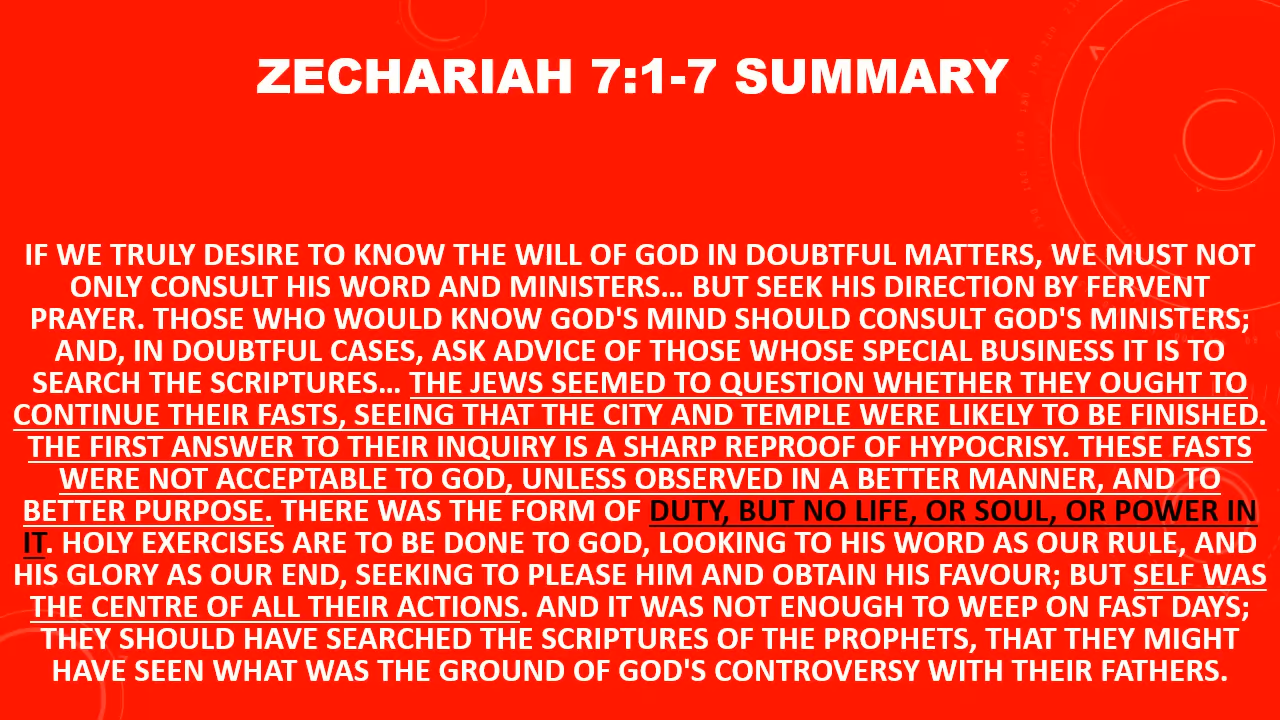 ZECHARIAH 7:1-7 SUMMARY
IF WE TRULY DESIRE TO KNOW THE WILL OF GOD IN DOUBTFUL MATTERS, WE MUST NOT
ONLY CONSULT HIS WORD AND MINISTERS... BUT SEEK HIS DIRECTION BY FERVENT
PRAYER. THOSE WHO WOULD KNOW GOD'S MIND SHOULD CONSULT GOD'S MINISTERS;
AND, IN DOUBTFUL CASES, ASK ADVICE OF THOSE WHOSE SPECIAL BUSINESS IT IS TO
SEARCH THE SCRIPTURES... THE JEWS SEEMED TO QUESTION WHETHER THEY OUGHT TO
CONTINUE THEIR FASTS, SEEING THAT THE CITY AND TEMPLE WERE LIKELY TO BE FINISHED.
THE FIRST ANSWER TO THEIR INQUIRY IS A SHARP REPROOF OF HYPOCRISY. THESE FASTS
WERE NOT ACCEPTABLE TO GOD, UNLESS OBSERVED IN A BETTER MANNER, AND TO
BETTER PURPOSE. THERE WAS THE FORM OF DUTY, BUT NO LIFE, OR SOUL, OR POWER IN
IT. HOLY EXERCISES ARE TO BE DONE TO GOD, LOOKING TO HIS WORD AS OUR RULE, AND
HIS GLORY AS OUR END, SEEKING TO PLEASE HIM AND OBTAIN HIS FAVOUR; BUT SELF WAS
THE CENTRE OF ALL THEIR ACTIONS. AND IT WAS NOT ENOUGH TO WEEP ON FAST DAYS;
THEY SHOULD HAVE SEARCHED THE SCRIPTURES OF THE PROPHETS, THAT THEY MIGHT
HAVE SEEN WHAT WAS THE GROUND OF GOD'S CONTROVERSY WITH THEIR FATHERS.